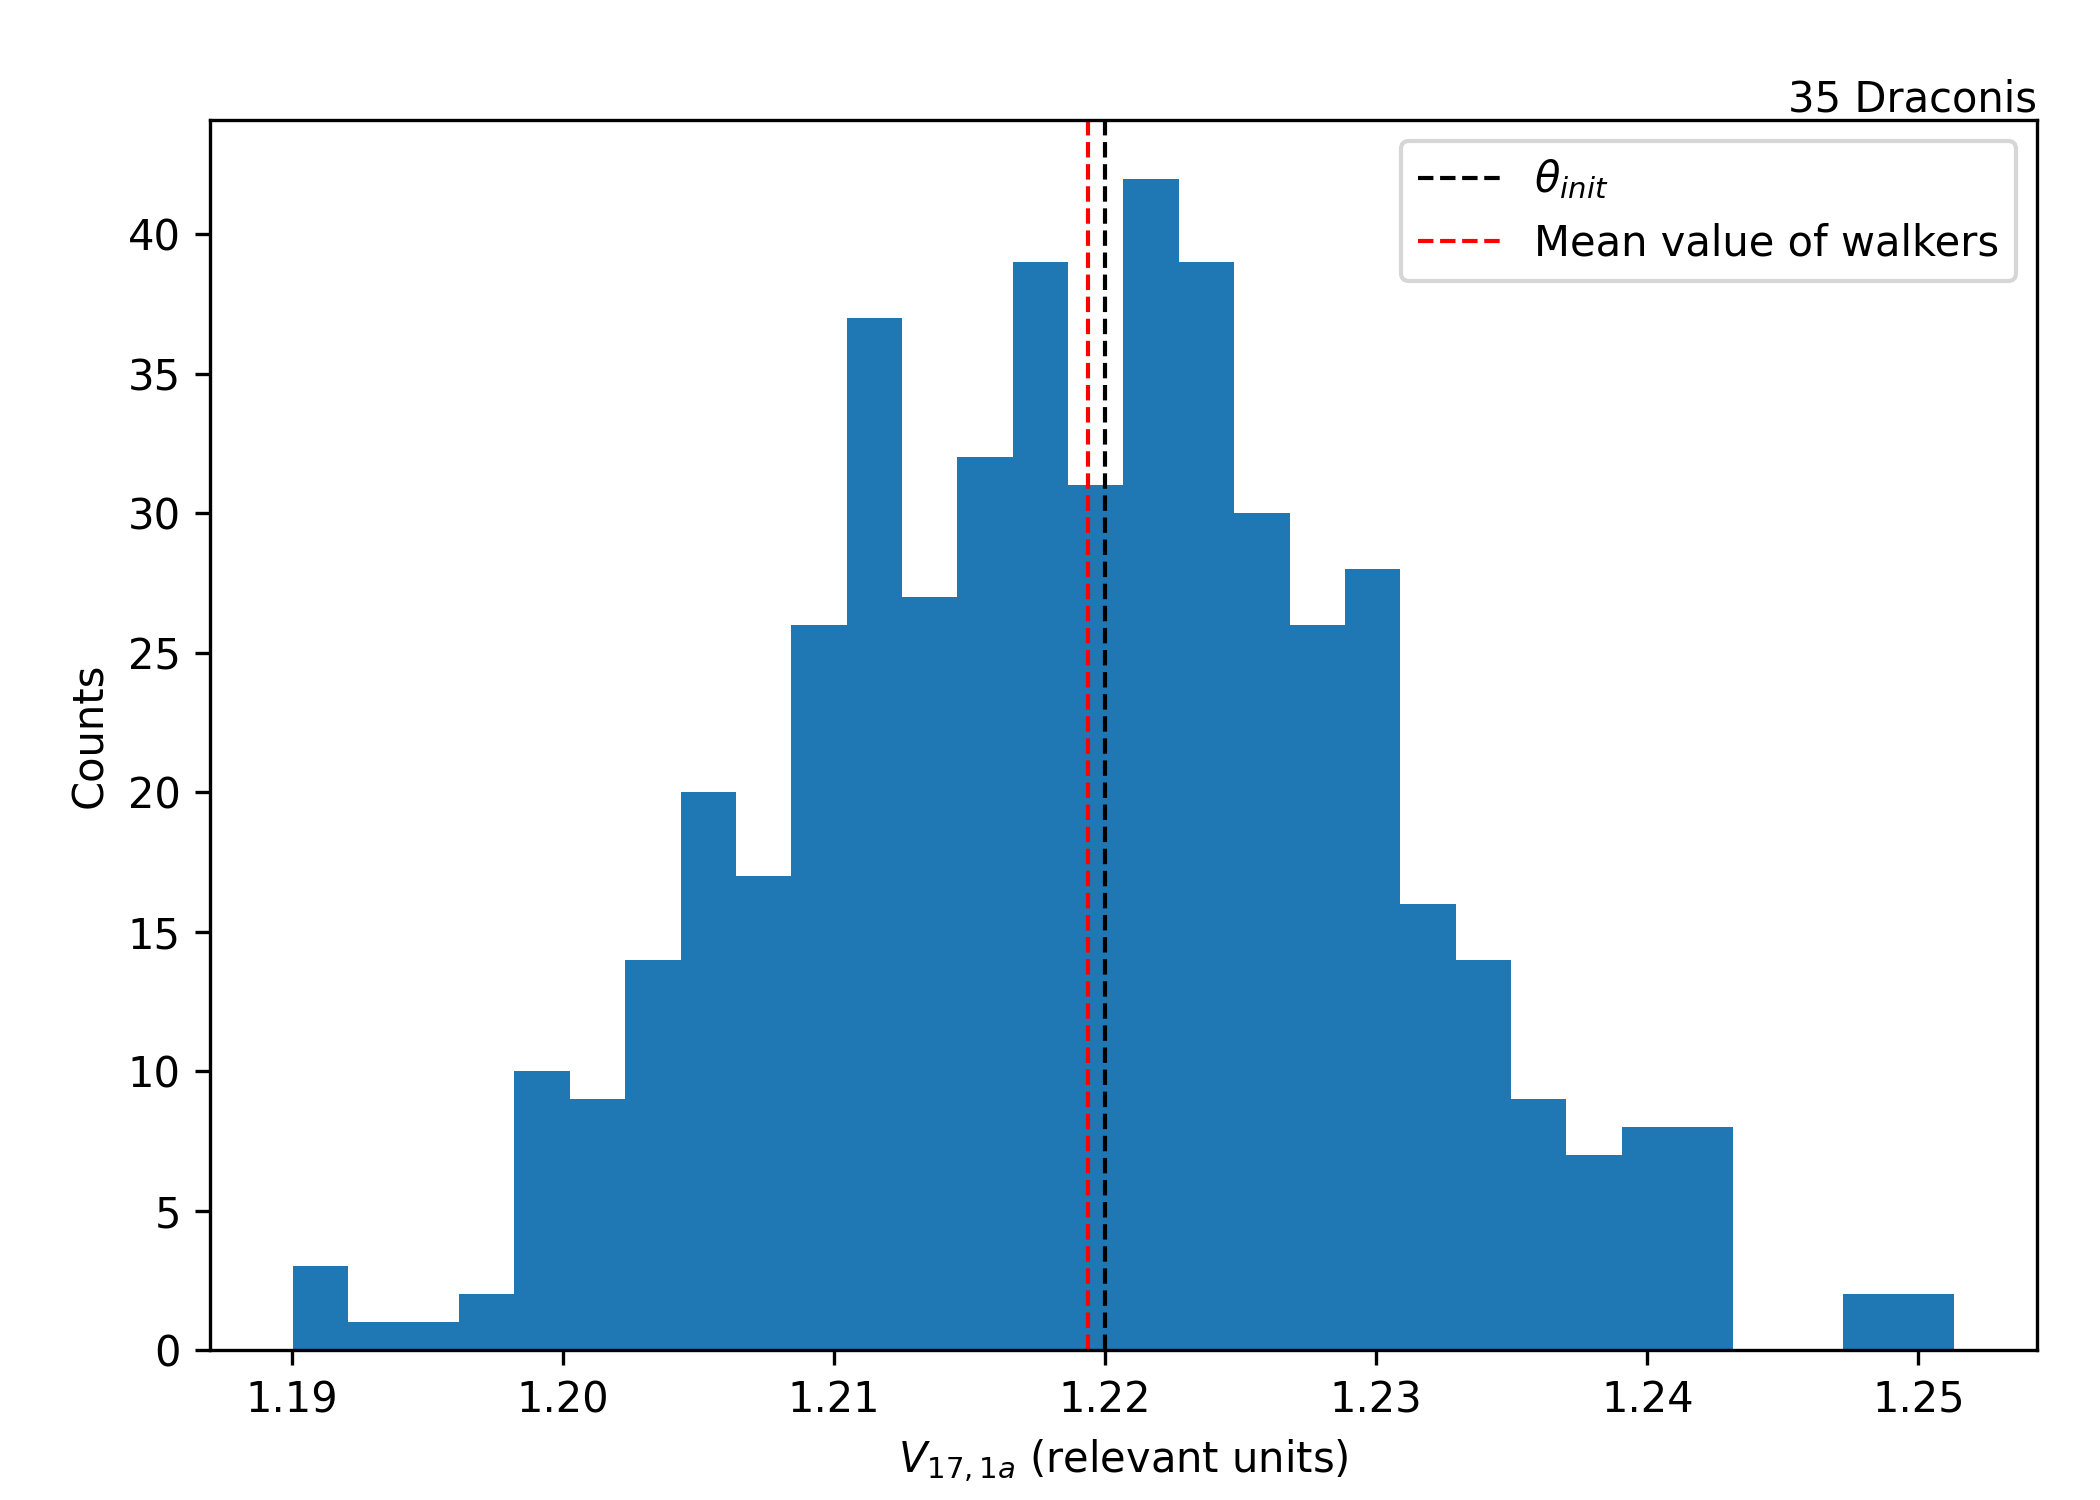 35 Draconis
θinit
Mean value of walkers
40
35
30
25
20
15
10
5
0
Counts
1.19 1.20 1.21 1.22 1.23 1.24 1.25
V17, 1a (relevant units)